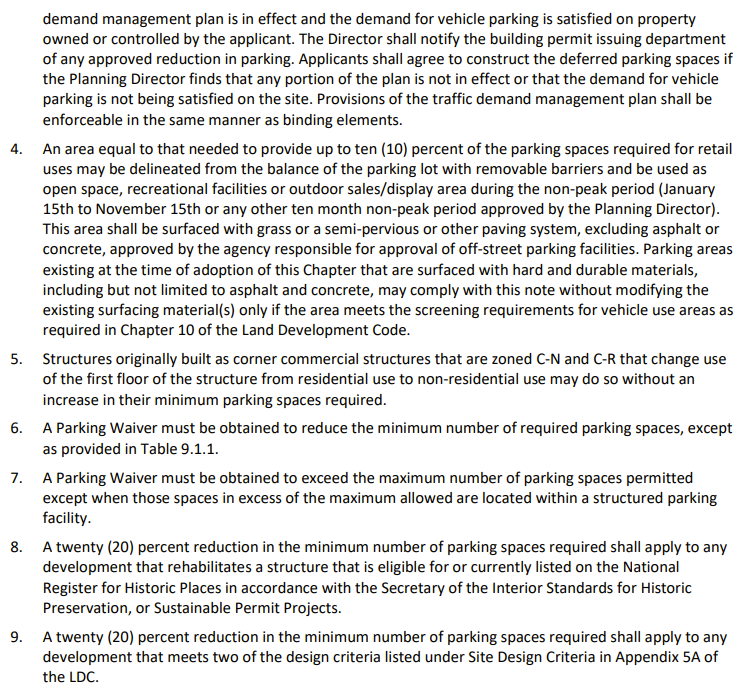 demand management plan is in effect and the demand for vehicle parking is satisfied on property
owned or controlled by the applicant. The Director shall notify the building permit issuing department
of any approved reduction in parking. Applicants shall agree to construct the deferred parking spaces if
the Planning Director finds that any portion of the plan is not in effect or that the demand for vehicle
parking is not being satisfied on the site. Provisions of the traffic demand management plan shall be
enforceable in the same manner as binding elements.
4. An area equal to that needed to provide up to ten (10) percent of the parking spaces required for retail
uses may be delineated from the balance of the parking lot with removable barriers and be used as
open space, recreational facilities or outdoor sales/display area during the non-peak period (January
15th to November 15th or any other ten month non-peak period approved by the Planning Director).
This area shall be surfaced with grass or a semi-pervious or other paving system, excluding asphalt or
concrete, approved by the agency responsible for approval of off-street parking facilities. Parking areas
existing at the time of adoption of this Chapter that are surfaced with hard and durable materials,
including but not limited to asphalt and concrete, may comply with this note without modifying the
existing surfacing material(s) only if the area meets the screening requirements for vehicle use areas as
required in Chapter 10 of the Land Development Code.
5. Structures originally built as corner commercial structures that are zoned C-N and C-R that change use
of the first floor of the structure from residential use to non-residential use may do so without an
increase in their minimum parking spaces required.
6. A Parking Waiver must be obtained to reduce the minimum number of required parking spaces, except
as provided in Table 9.1.1.
7. A Parking Waiver must be obtained to exceed the maximum number of parking spaces permitted
except when those spaces in excess of the maximum allowed are located within a structured parking
facility.
8. A twenty (20) percent reduction in the minimum number of parking spaces required shall apply to any
development that rehabilitates a structure that is eligible for or currently listed on the National
Register for Historic Places in accordance with the Secretary of the Interior Standards for Historic
Preservation, or Sustainable Permit Projects.
9. A twenty (20) percent reduction in the minimum number of parking spaces required shall apply to any
development that meets two of the design criteria listed under Site Design Criteria in Appendix 5A of
the LDC.